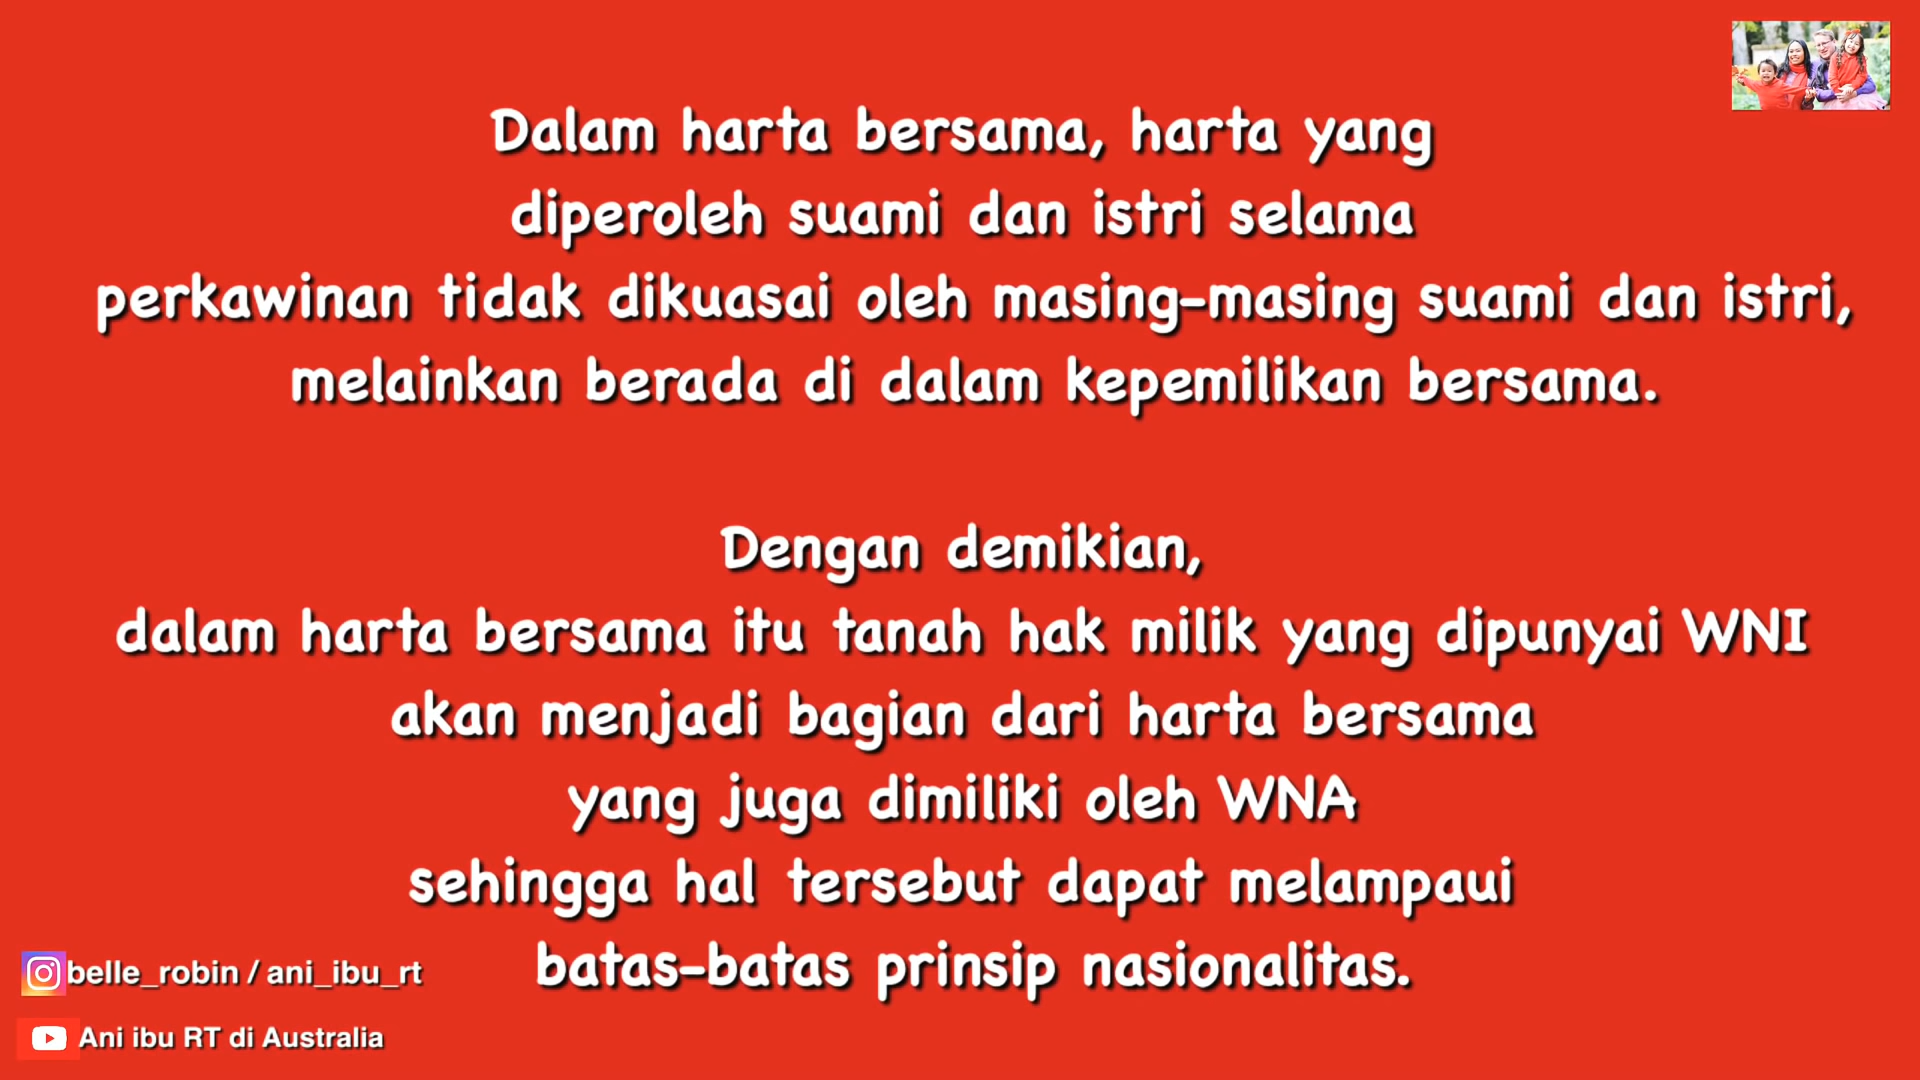 Dalam harta bersama, harta yang
diperoleh suami dan istri selama
perkawinan tidak dikuasai oleh masing-masing suami dan istri,
melainkan berada di dalam kepemilikan bersama.
Dengan demikian,
dalam harta bersama itu tanah hak milik yang dipunyai WNI
akan menjadi bagian dari harta bersama
yang juga dimiliki oleh WNA
sehingga hal tersebut dapat melampaui
batas-batas prinsip nasionalitas.
belle_robin / ani_ibu_rt
Ani ibu RT di Australia